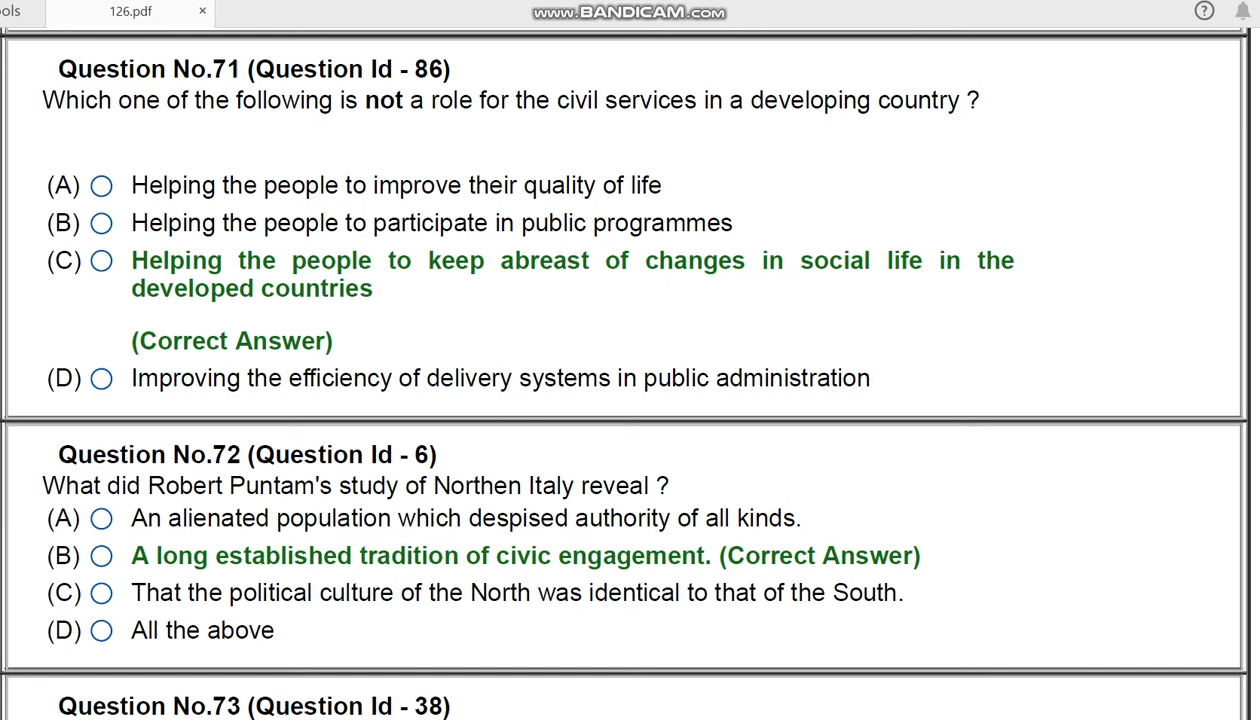 ols
126.pdf
×
www.BANDICAM.com
?
Question No.71 (Question Id - 86)
Which one of the following is not a role for the civil services in a developing country ?
(A) Helping the people to improve their quality of life
(B) Helping the people to participate in public programmes
(C) Helping the people to keep abreast of changes in social life in the
developed countries
(Correct Answer)
(D) Improving the efficiency of delivery systems in public administration
Question No.72 (Question Id - 6)
What did Robert Puntam's study of Northen Italy reveal ?
(A) An alienated population which despised authority of all kinds.
(B) A long established tradition of civic engagement. (Correct Answer)
(C) That the political culture of the North was identical to that of the South.
(D) All the above
Question No.73 (Question Id - 38)